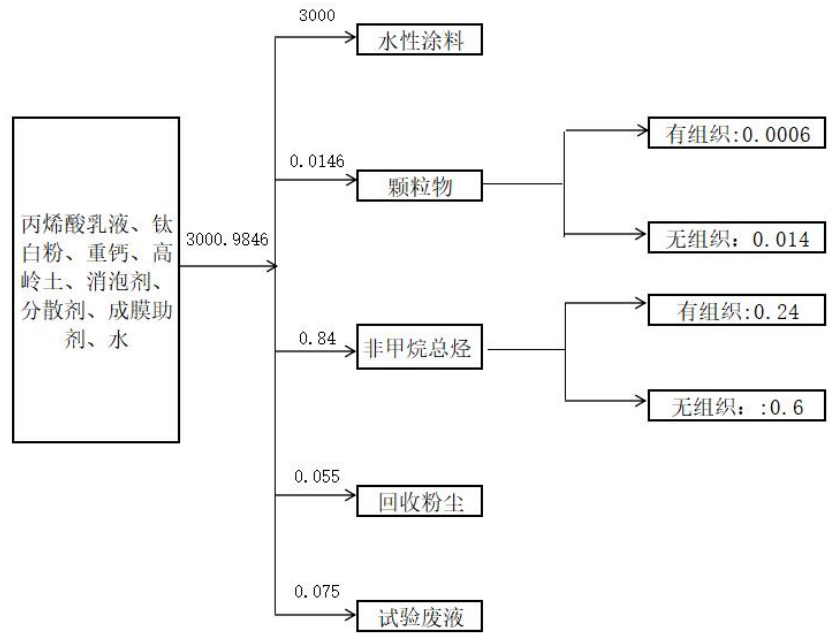 3000
水性涂料
0.0146
颗粒物
有组织:0.0006
无组织：0.014
丙烯酸乳液、钛
白粉、重钙、高
岭土、消泡剂、
分散剂、成膜助
剂、水
3000.9846
0.84
非甲烷总烃
有组织:0.24
无组织：:0.6
0.055
回收粉尘
0.075
试验废液